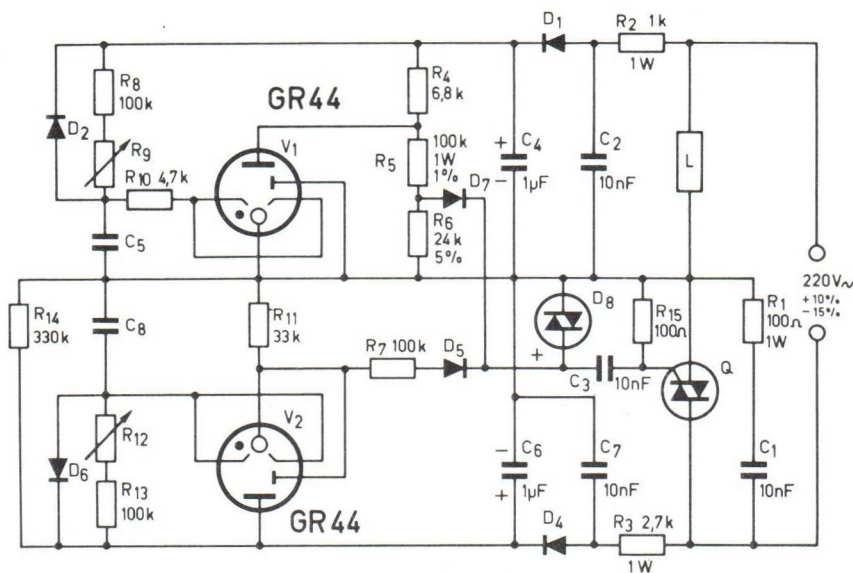 D1
R2 1k
1W
R8
100k
GR44
R4
6,8k
D2
R9
V1
R10 4,7k
100k
1W
1%
R5
D7
+
C4
-
1µF
C2
10nF
L
C5
R6
24k
5%
220V~
+10%
-15%
R14
330k
C8
R11
33k
D8
R15
100Ω
R1
100Ω
1W
R7 100k
D5
+
C3
10nF
Q
R12
V2
D6
R13
100k
GR44
-
C6
+
1µF
C7
10nF
C1
10nF
D4
R3 2,7k
1W